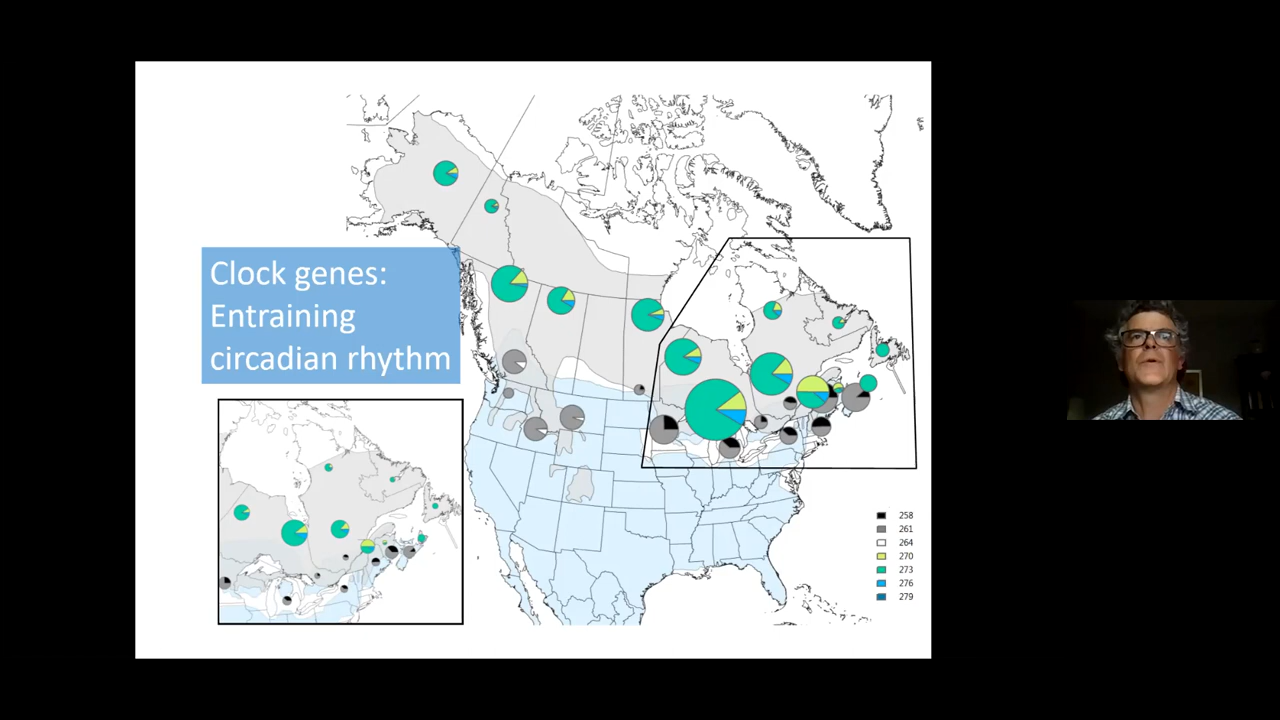 Clock genes:
Entraining
circadian rhythm
258
261
264
270
273
276
279